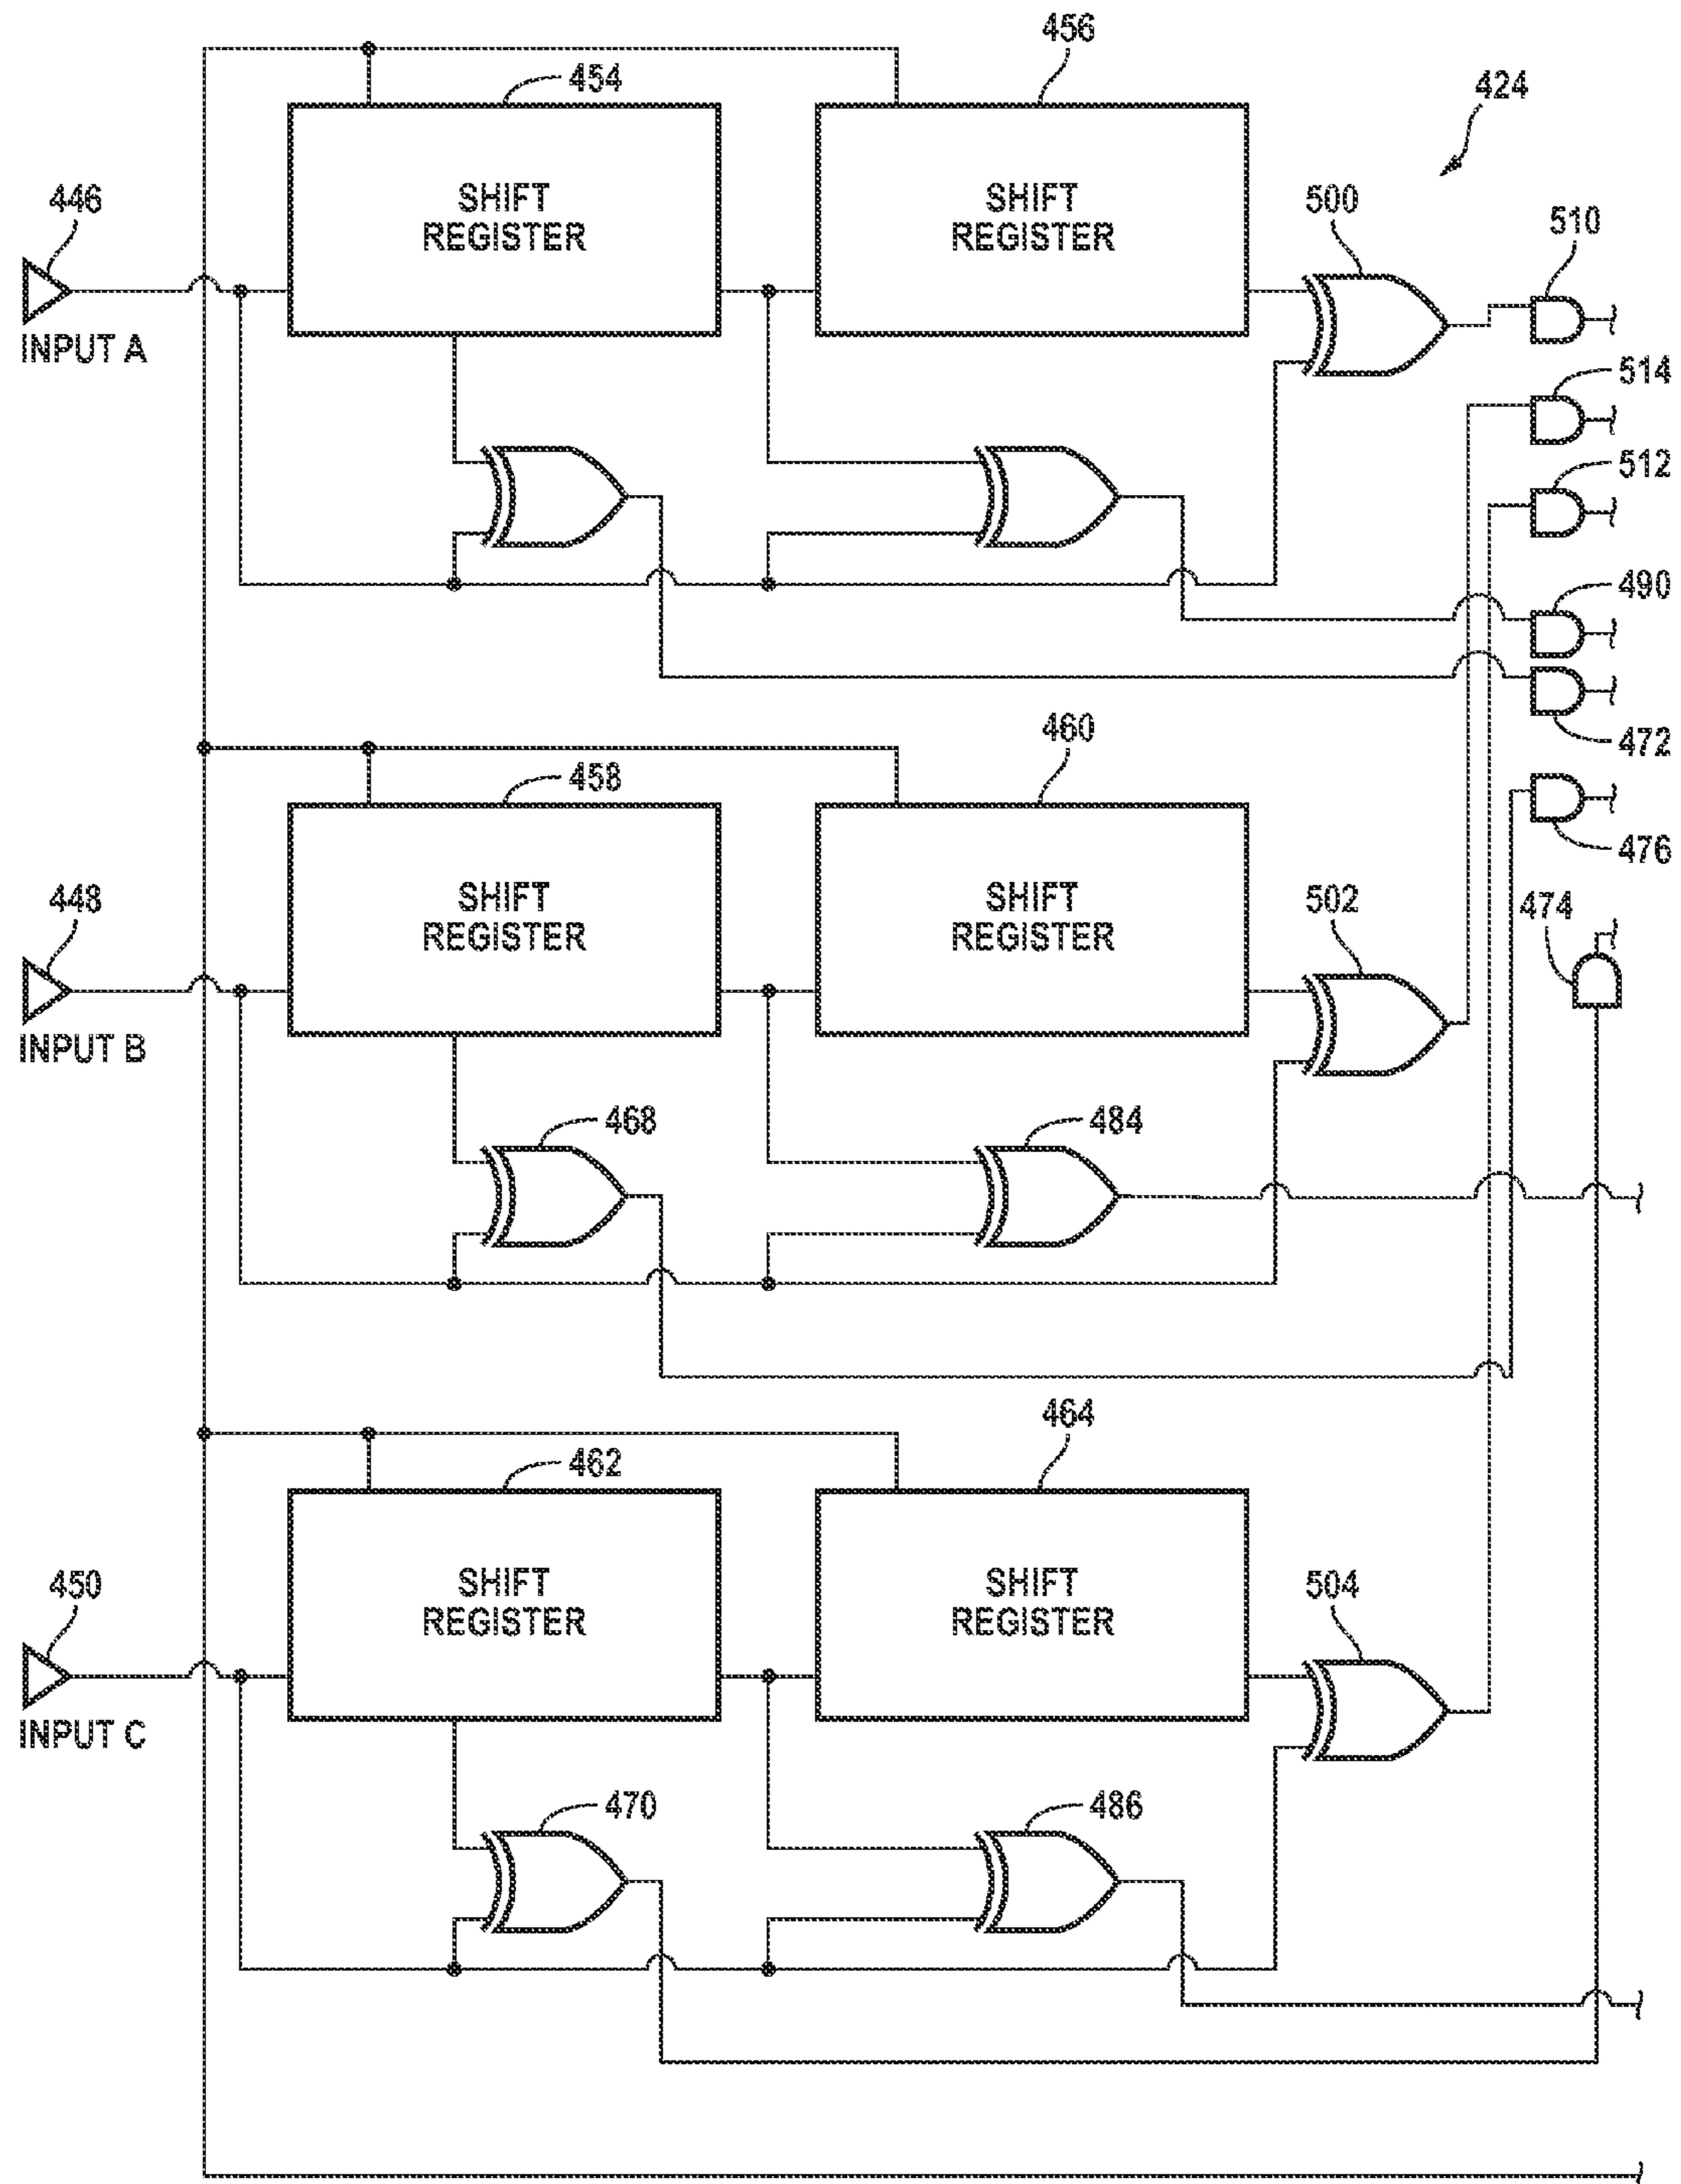 456
454
424
446
SHIFT
REGISTER
SHIFT
REGISTER
500
510
INPUT A
514
512
490
472
460
458
476
448
SHIFT
REGISTER
SHIFT
REGISTER
502
474
INPUT B
468
484
464
462
450
SHIFT
REGISTER
SHIFT
REGISTER
504
INPUT C
470
486